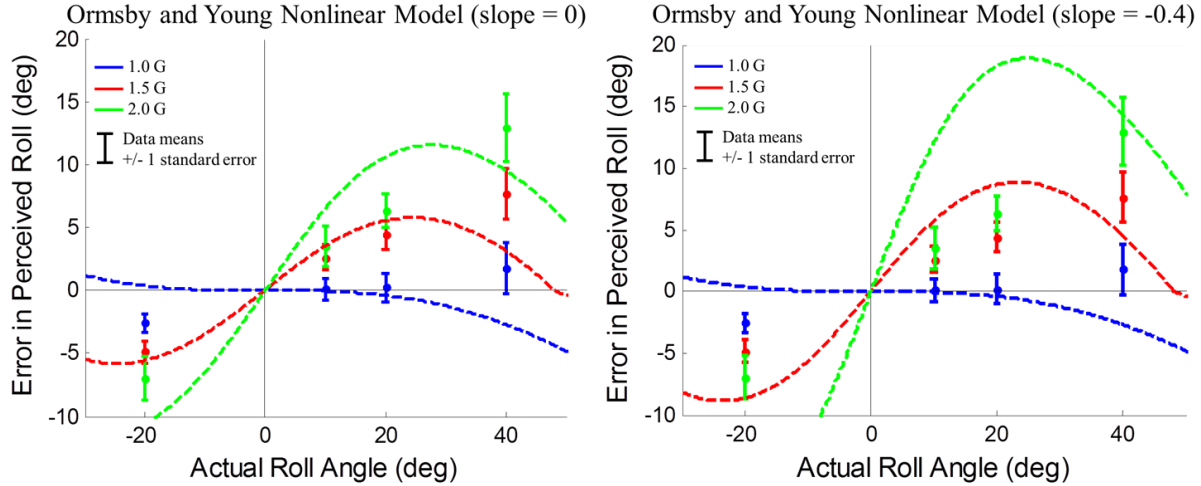 Ormsby and Young Nonlinear Model (slope = 0)
20
15
10
5
0
-5
-10
Error in Perceived Roll (deg)
1.0 G
1.5 G
2.0 G
Data means
+/- 1 standard error
-20
0
20
40
Actual Roll Angle (deg)
Ormsby and Young Nonlinear Model (slope = -0.4)
20
15
10
5
0
-5
-10
Error in Perceived Roll (deg)
1.0 G
1.5 G
2.0 G
Data means
+/- 1 standard error
-20
0
20
40
Actual Roll Angle (deg)